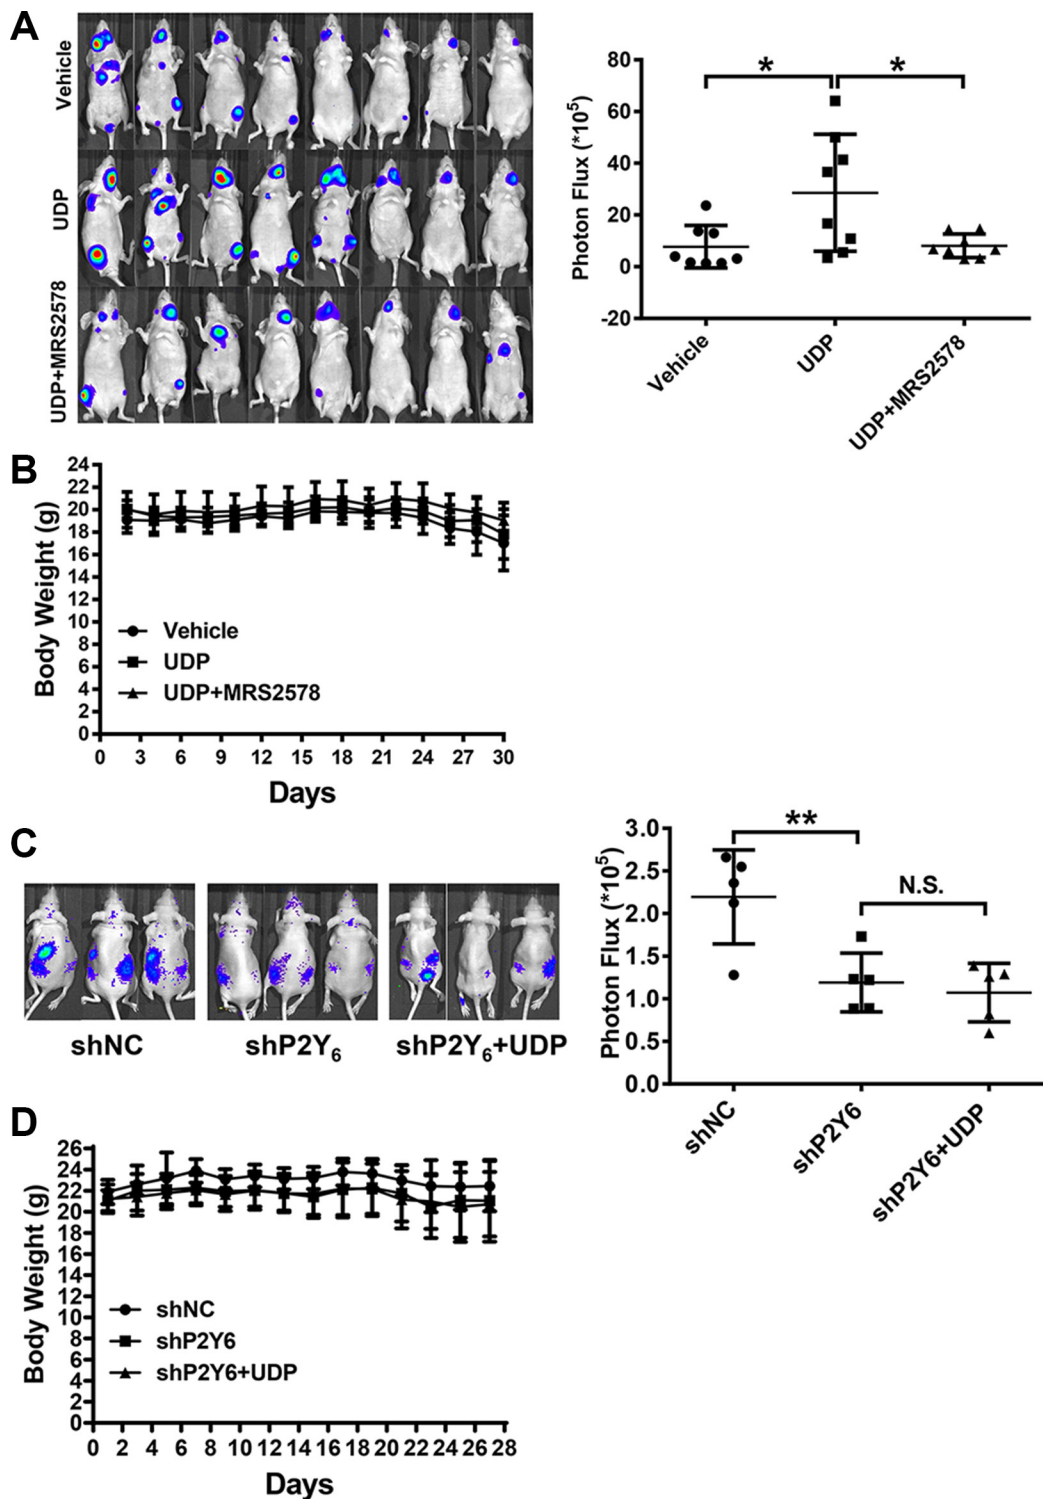 A
Vehicle
UDP
UDP+MRS2578
Photon Flux (*10⁵)
80
60
40
20
0
-20
*
*
Vehicle
UDP
UDP+MRS2578
B
Body Weight (g)
24
22
20
18
16
14
12
10
8
6
4
2
0
Vehicle
UDP
UDP+MRS2578
0 3 6 9 12 15 18 21 24 27 30
Days
C
shNC
shP2Y₆
shP2Y₆+UDP
Photon Flux (*10⁵)
3.0
2.5
2.0
1.5
1.0
0.5
0.0
**
N.S.
shNC
shP2Y6
shP2Y6+UDP
D
Body Weight (g)
26
24
22
20
18
16
14
12
10
8
6
4
2
0
shNC
shP2Y6
shP2Y6+UDP
0 2 4 6 8 10 12 14 16 18 20 22 24 26 28
Days